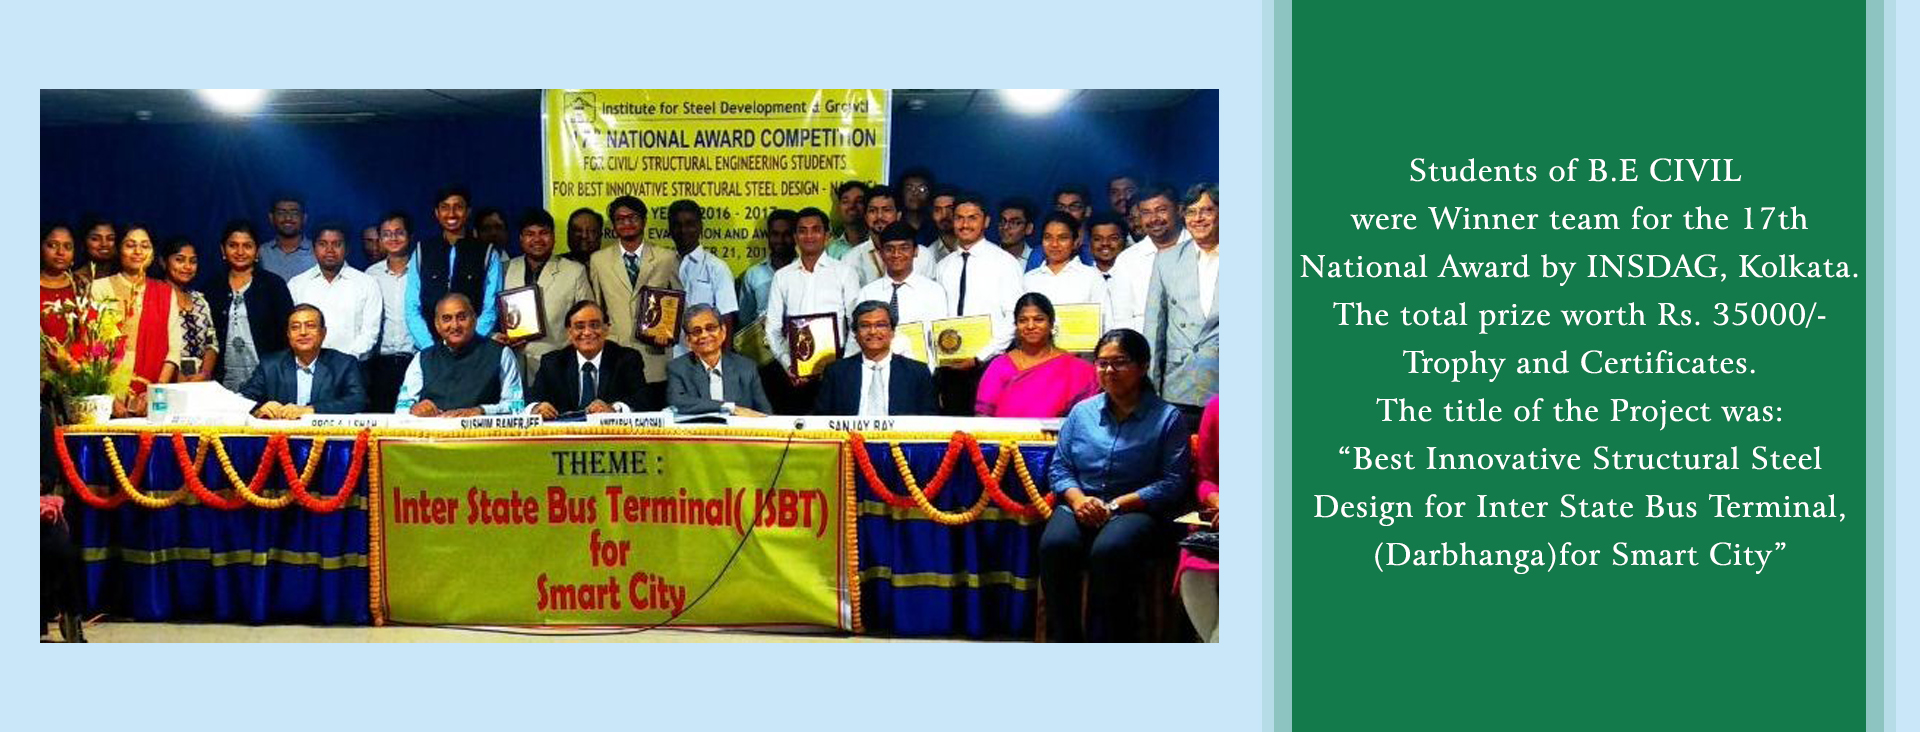 Institute for Steel Development & Growth
NATIONAL AWARD COMPETITION
FOR CIVIL/ STRUCTURAL ENGINEERING STUDENTS
FOR BEST INNOVATIVE STRUCTURAL STEEL DESIGN -
2016 - 2017
21, 201
SUSHIM BANERJEE
SANJAY RAY
THEME :
Inter State Bus Terminal( ISBT)
for
Smart City
Students of B.E CIVIL
were Winner team for the 17th
National Award by INSDAG, Kolkata.
The total prize worth Rs. 35000/-
Trophy and Certificates.
The title of the Project was:
“Best Innovative Structural Steel
Design for Inter State Bus Terminal,
(Darbhanga)for Smart City”